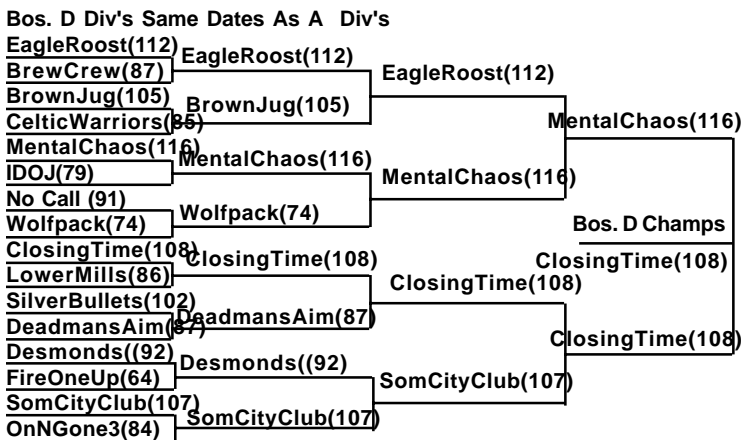 Bos. D Div's Same Dates As A Div's
EagleRoost(112)
BrewCrew(87)
BrownJug(105)
CelticWarriors(85)
MentalChaos(116)
IDOJ(79)
No Call (91)
Wolfpack(74)
ClosingTime(108)
LowerMills(86)
SilverBullets(102)
DeadmansAim(87)
Desmonds((92)
FireOneUp(64)
SomCityClub(107)
OnNGone3(84)
EagleRoost(112)
BrownJug(105)
MentalChaos(116)
Wolfpack(74)
ClosingTime(108)
DeadmansAim(87)
Desmonds((92)
SomCityClub(107)
EagleRoost(112)
MentalChaos(116)
ClosingTime(108)
SomCityClub(107)
MentalChaos(116)
ClosingTime(108)
Bos. D Champs
ClosingTime(108)